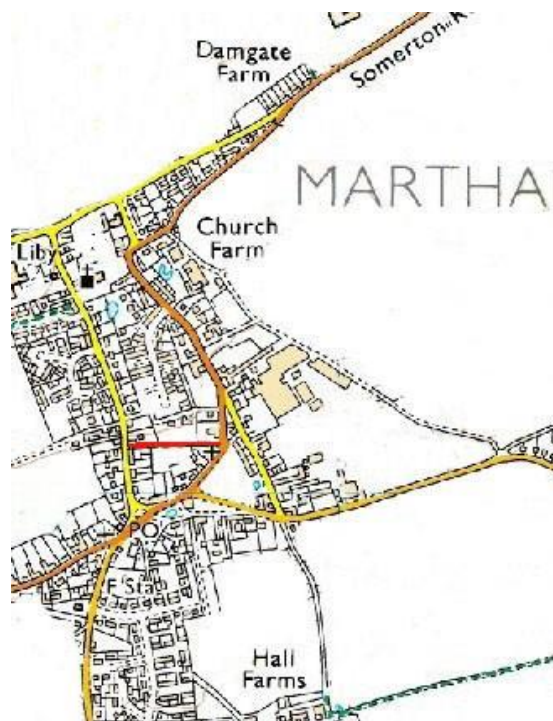 Damgate
Farm
Somerton R
MARTHA
Church
Farm
Liby
PO
F Sta
Hall
Farms